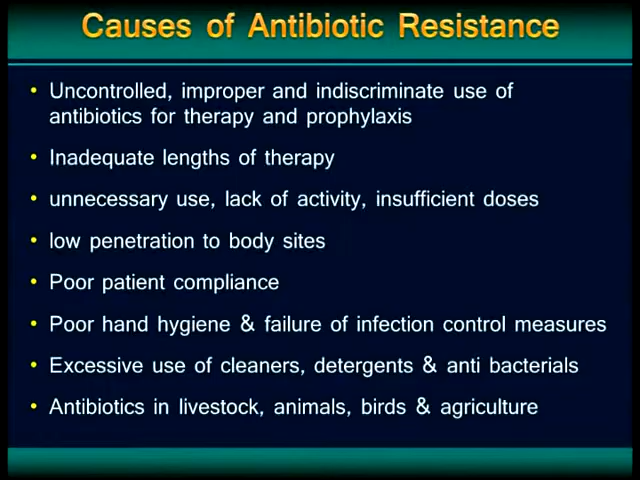 Causes of Antibiotic Resistance
• Uncontrolled, improper and indiscriminate use of
antibiotics for therapy and prophylaxis
• Inadequate lengths of therapy
• unnecessary use, lack of activity, insufficient doses
• low penetration to body sites
• Poor patient compliance
• Poor hand hygiene & failure of infection control measures
• Excessive use of cleaners, detergents & anti bacterials
• Antibiotics in livestock, animals, birds & agriculture